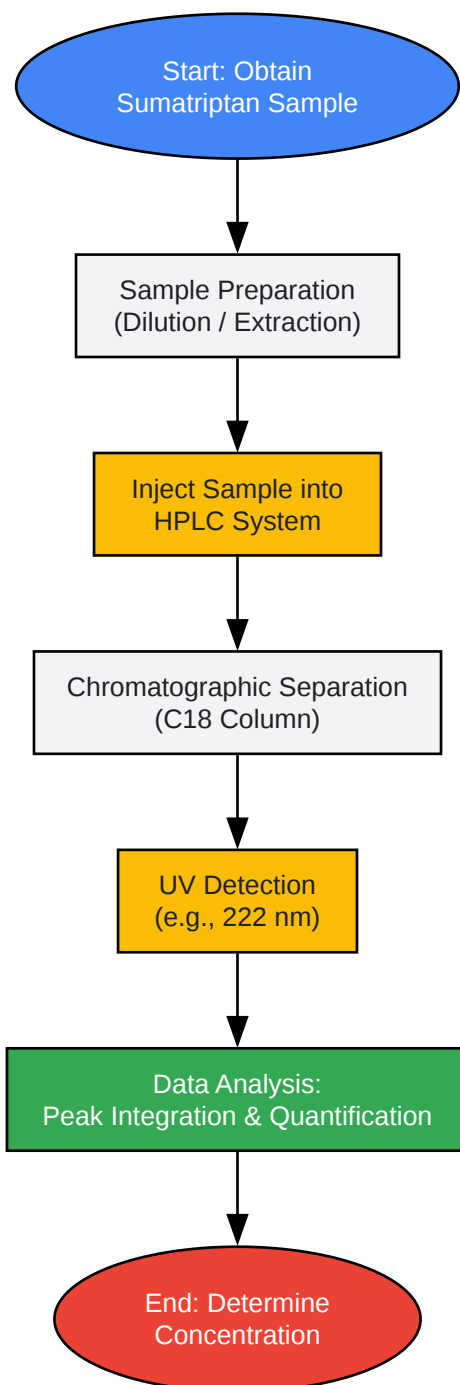 Start: Obtain
Sumatriptan Sample
Sample Preparation
(Dilution / Extraction)
Inject Sample into
HPLC System
Chromatographic Separation
(C18 Column)
UV Detection
(e.g., 222 nm)
Data Analysis:
Peak Integration & Quantification
End: Determine
Concentration